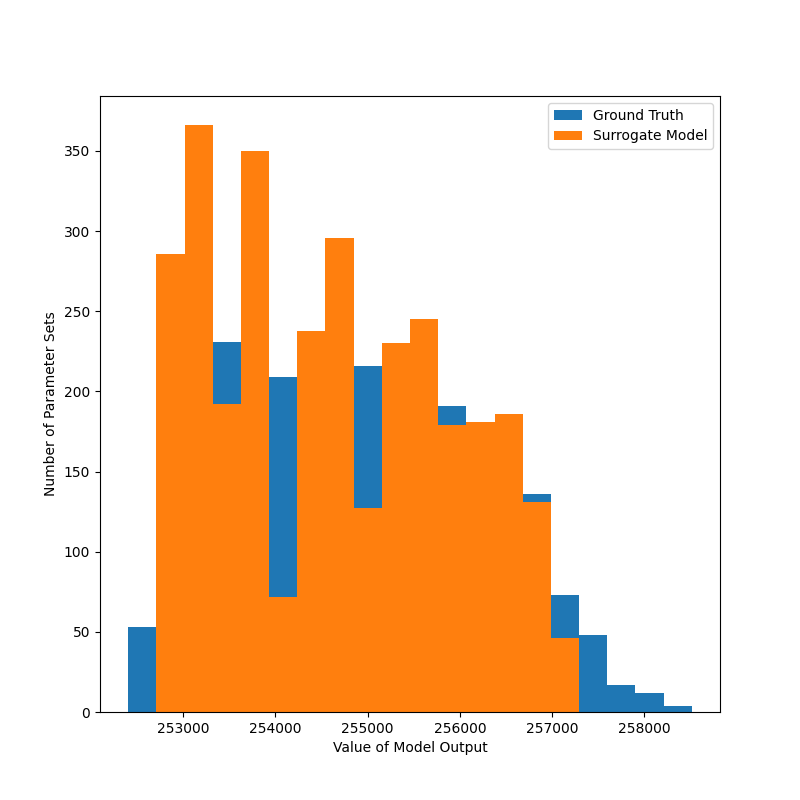 Ground Truth
Surrogate Model
350
300
250
200
150
100
50
0
Number of Parameter Sets
253000 254000 255000 256000 257000 258000
Value of Model Output